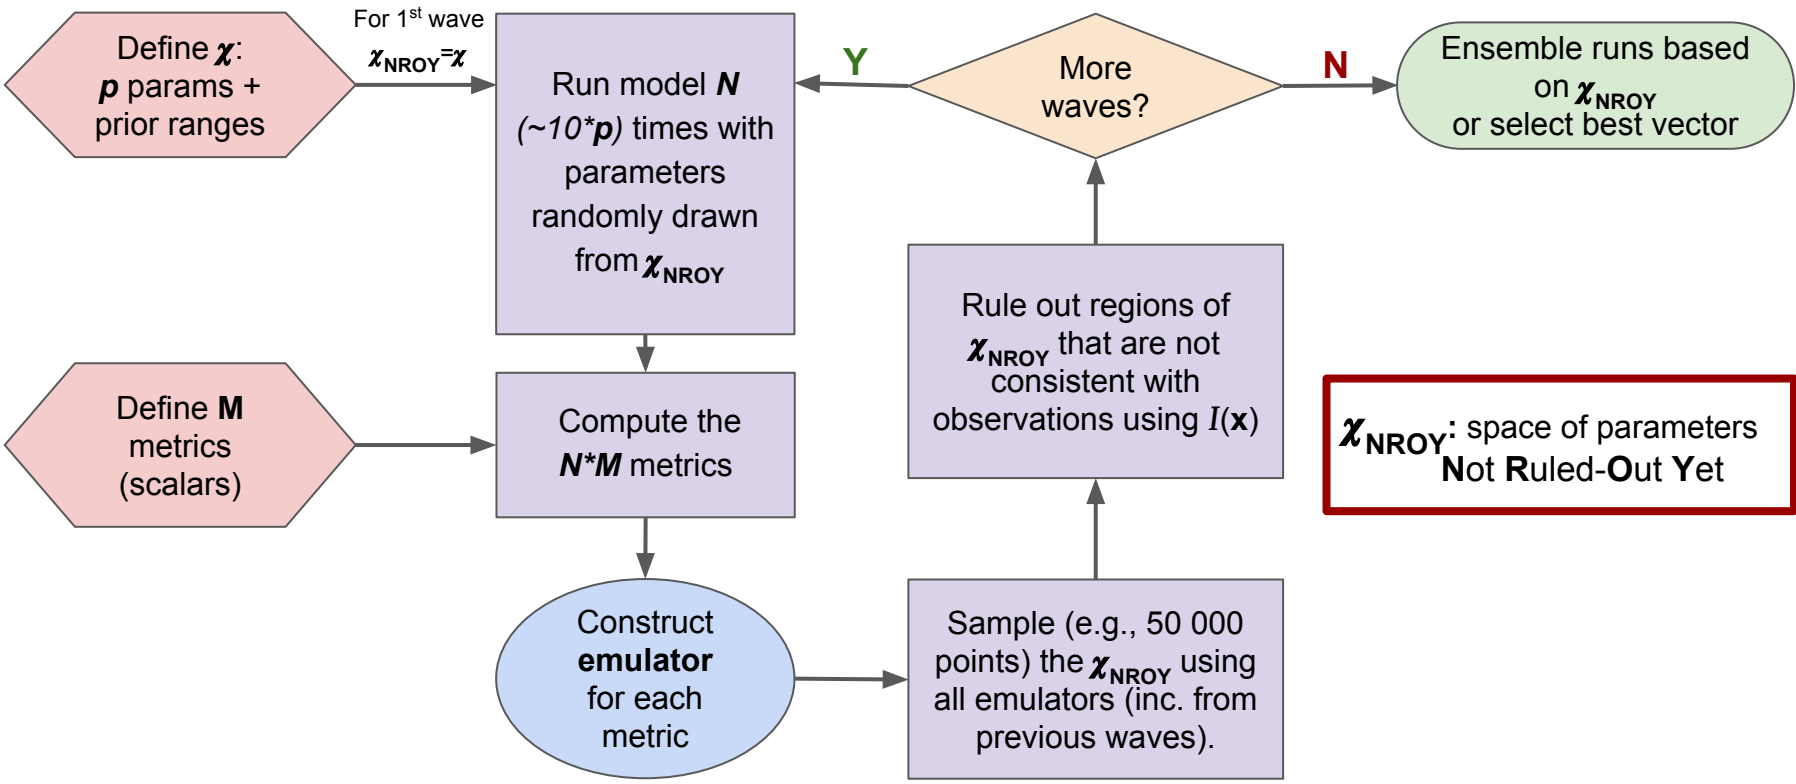 Define χ:
p params +
prior ranges
For 1st wave
χNROY=χ
Run model N
(~10*p) times with
parameters
randomly drawn
from χNROY
Y
More
waves?
N
Ensemble runs based
on χNROY
or select best vector
Define M
metrics
(scalars)
Compute the
N*M metrics
Rule out regions of
χNROY that are not
consistent with
observations using I(x)
χNROY: space of parameters
Not Ruled-Out Yet
Construct
emulator
for each
metric
Sample (e.g., 50 000
points) the χNROY using
all emulators (inc. from
previous waves).